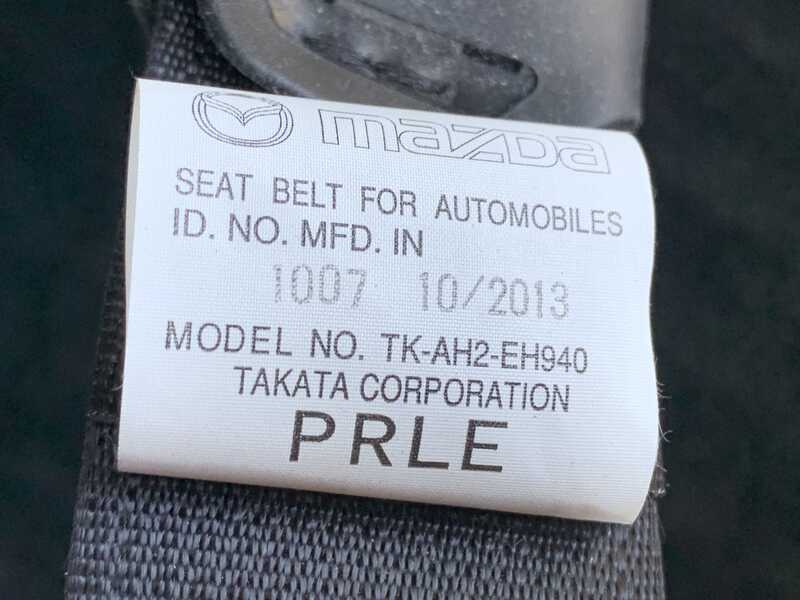 mazda
SEAT BELT FOR AUTOMOBILES
ID. NO. MFD. IN
1007 10/2013
MODEL NO. TK-AH2-EH940
TAKATA CORPORATION
PRLE